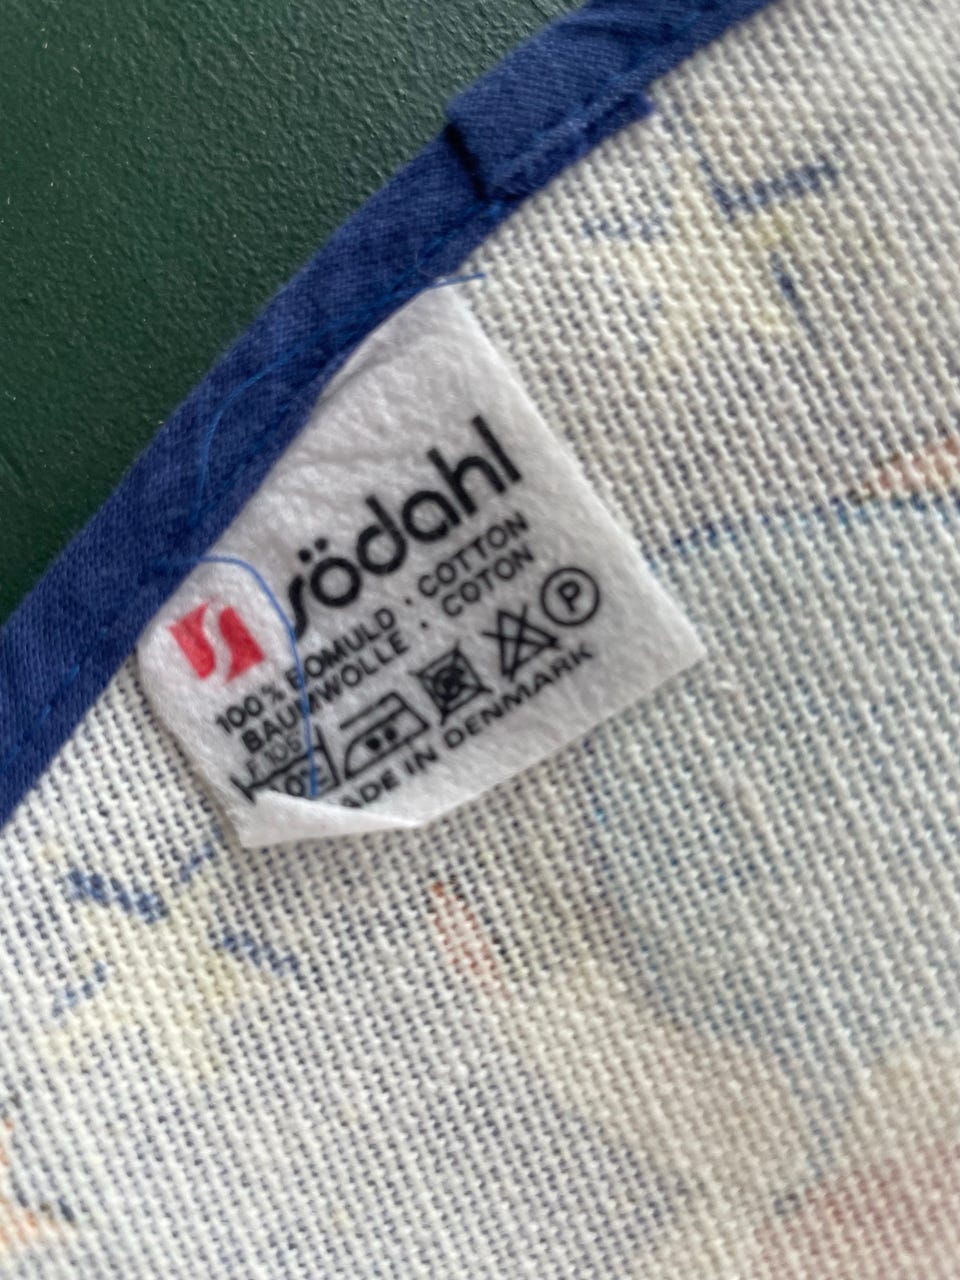 södahl
100% BOMULD · COTTON
BAUMWOLLE · COTON
P
MADE IN DENMARK